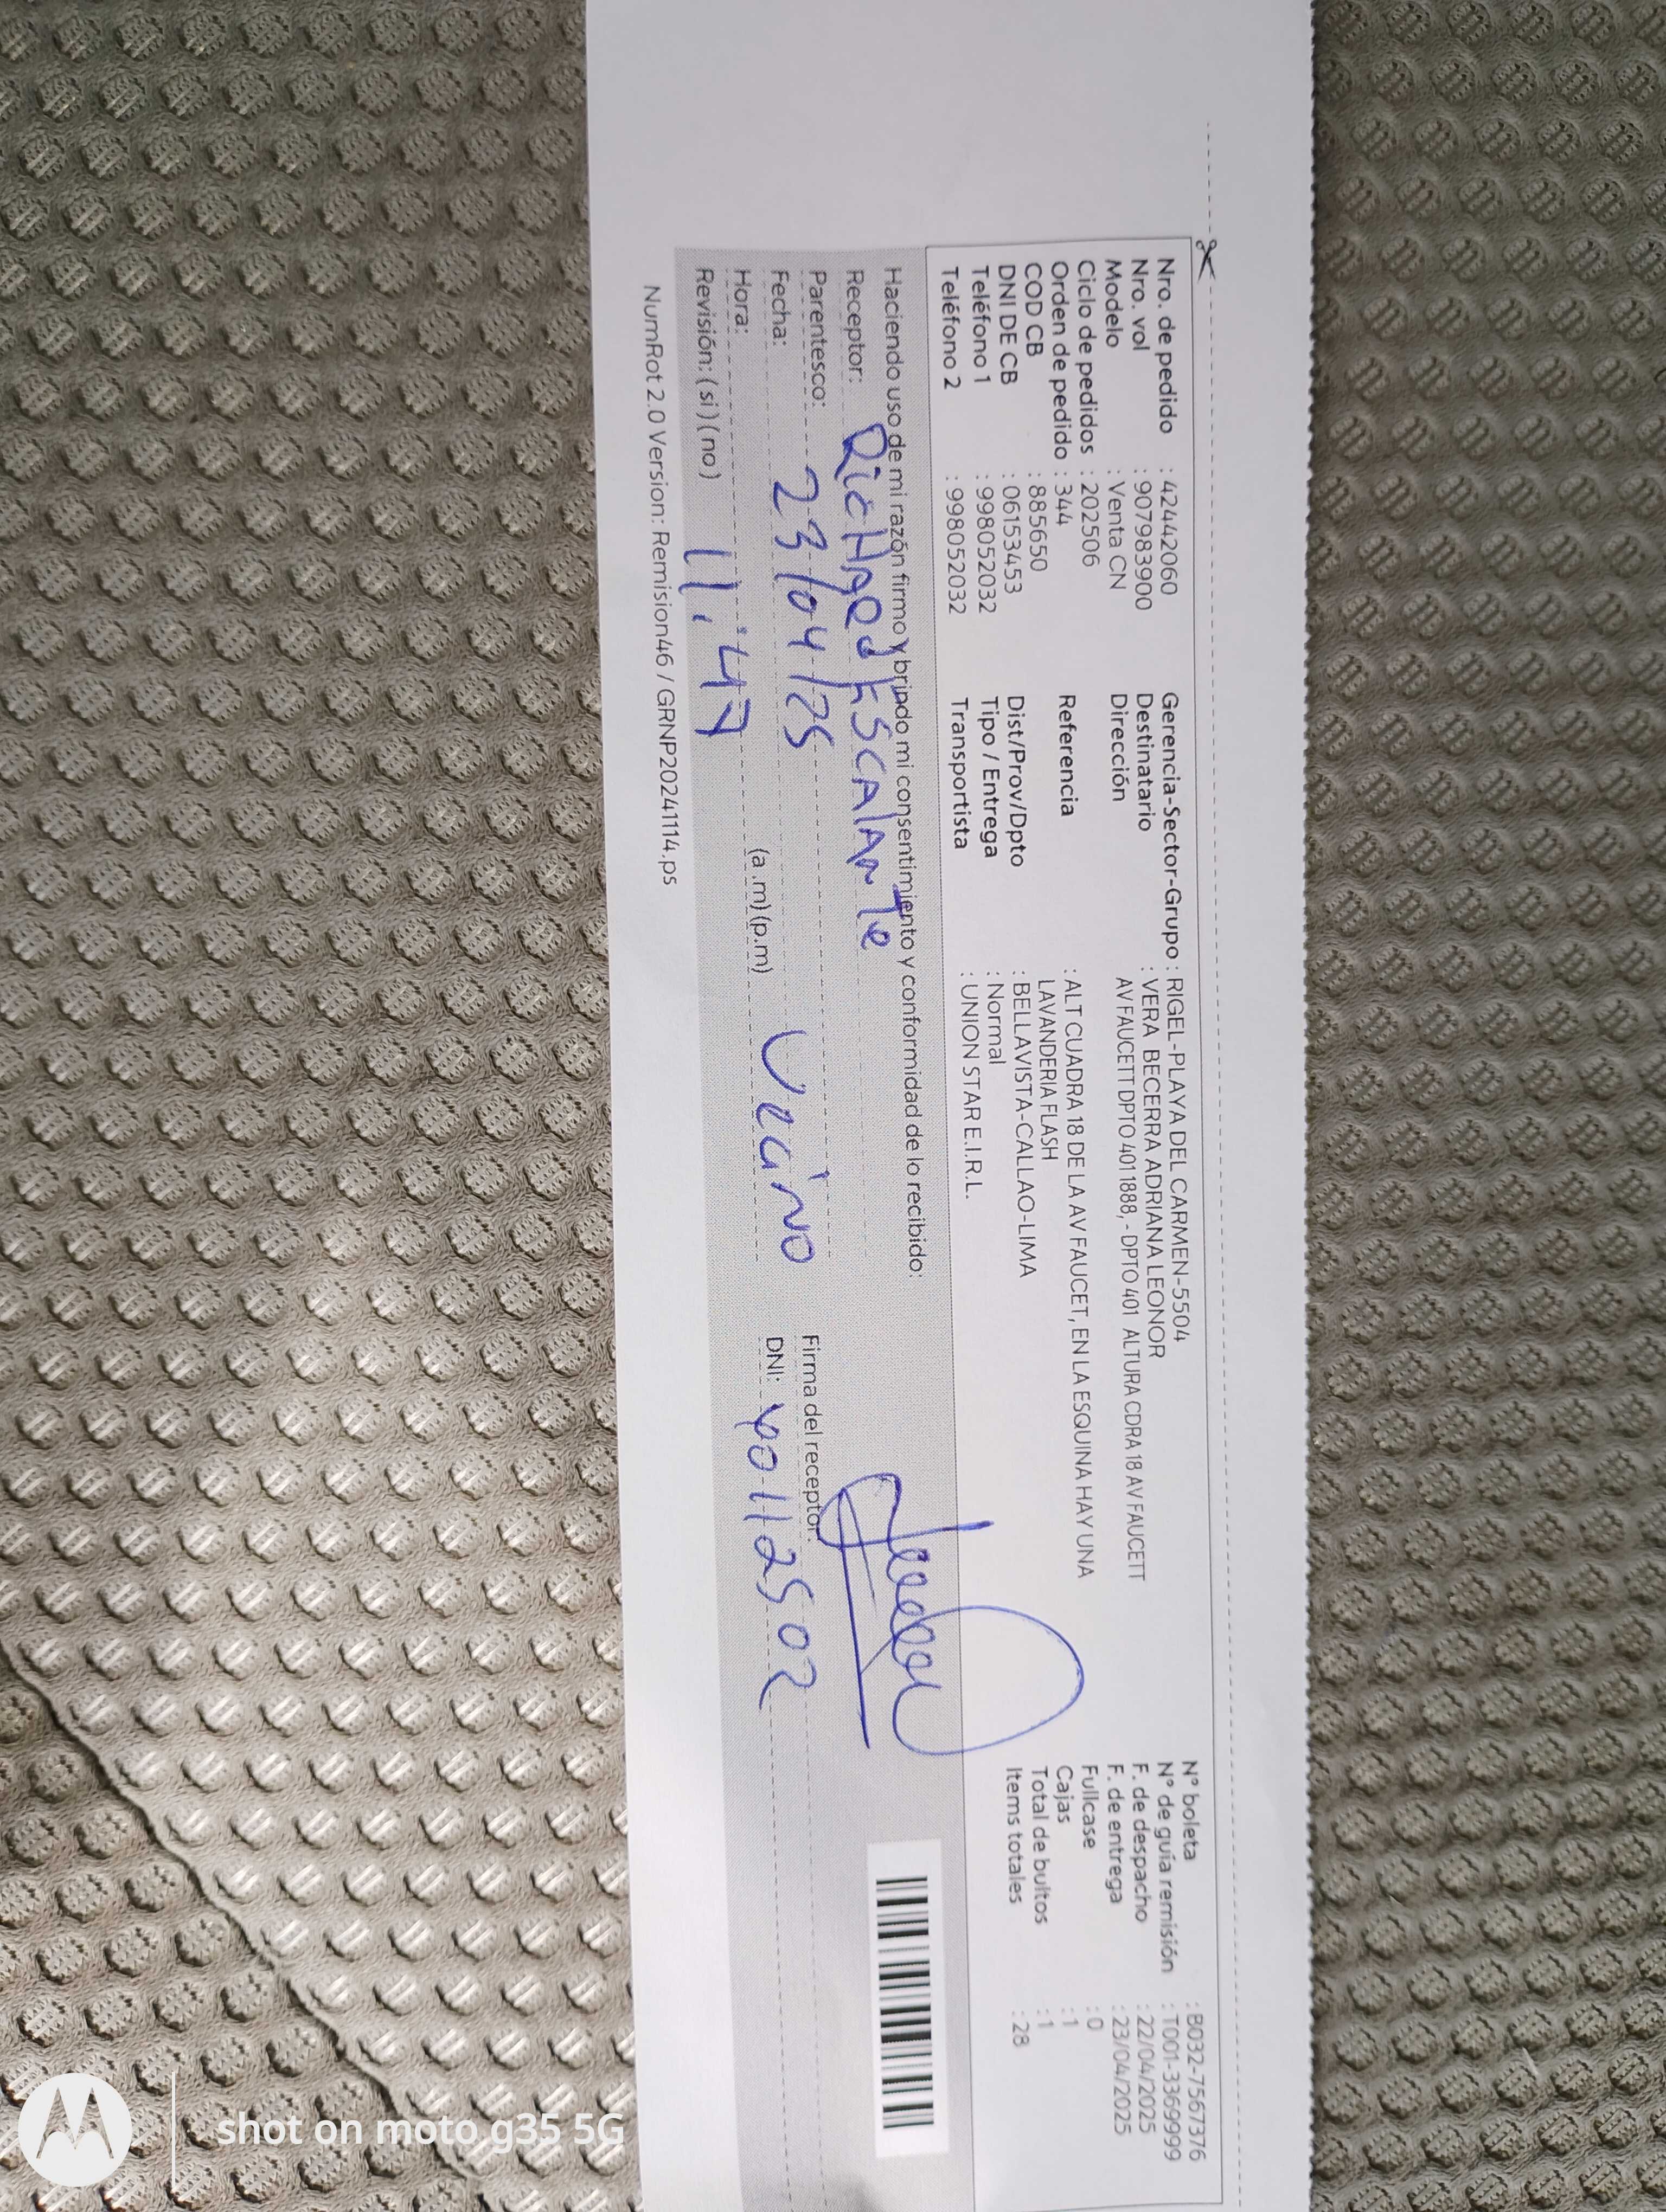 Nro. de pedido : 42442060
Nro. vol : 907983900
Modelo : Venta CN
Ciclo de pedidos : 202506
Orden de pedido : 344
COD CB : 885650
DNI DE CB : 06153453
Teléfono 1 : 998052032
Teléfono 2 : 998052032
Gerencia-Sector-Grupo : RIGEL-PLAYA DEL CARMEN-5504
Destinatario : VERA BECERRA ADRIANA LEONOR
Dirección AV FAUCETT DPTO 401 1888, - DPTO 401 ALTURA CDRA 18 AV FAUCETT
Referencia : ALT CUADRA 18 DE LA AV FAUCET, EN LA ESQUINA HAY UNA
LAVANDERIA FLASH
Dist/Prov/Dpto : BELLAVISTA-CALLAO-LIMA
Tipo / Entrega : Normal
Transportista : UNION STAR E.I.R.L.
N° boleta : B032-7567376
N° de guía remisión : T001-3369999
F. de despacho : 22/04/2025
F. de entrega : 23/04/2025
Fullcase : 0
Cajas : 1
Total de bultos : 1
Items totales : 28
Haciendo uso de mi razón firmo y brindo mi consentimiento y conformidad de lo recibido:
Receptor: RicHARd EscAlAnTe
Parentesco: Vecino
Fecha: 23/04/25
Hora: 11:47 (a.m) (p.m)
Revisión: (si) (no)
Firma del receptor:
DNI: 40112502
NumRot 2.0 Version: Remision46 / GRNP20241114.ps
shot on moto g35 5G